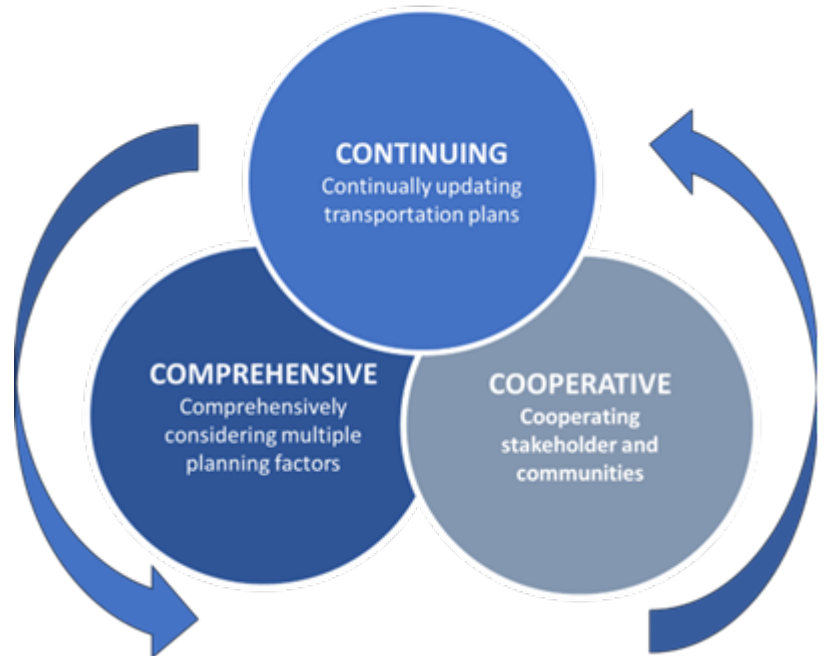 CONTINUING
Continually updating
transportation plans
COMPREHENSIVE
Comprehensively
considering multiple
planning factors
COOPERATIVE
Cooperating
stakeholder and
communities